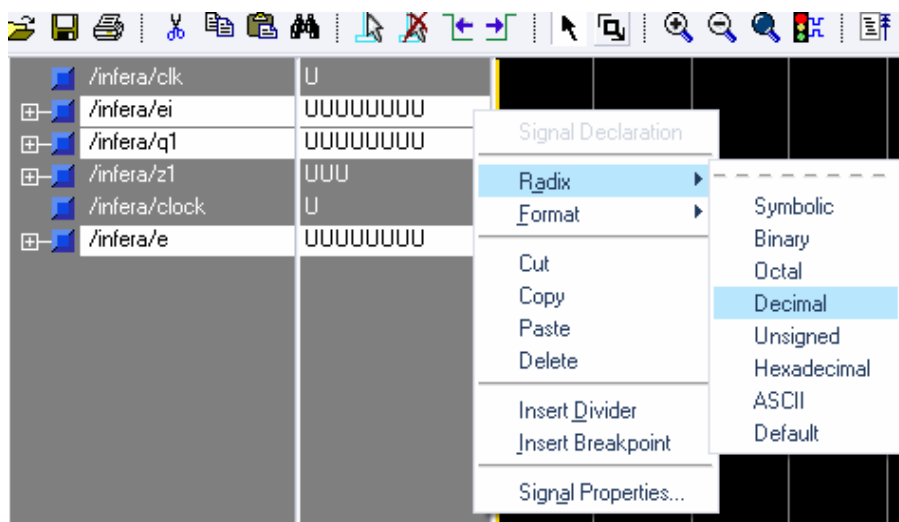 /infera/clk U
/infera/ei UUUUUUUU
/infera/q1 UUUUUUUU
/infera/z1 UUU
/infera/clock U
/infera/e UUUUUUUU
Signal Declaration
Radix
Format
Cut
Copy
Paste
Delete
Insert Divider
Insert Breakpoint
Signal Properties...
Symbolic
Binary
Octal
Decimal
Unsigned
Hexadecimal
ASCII
Default